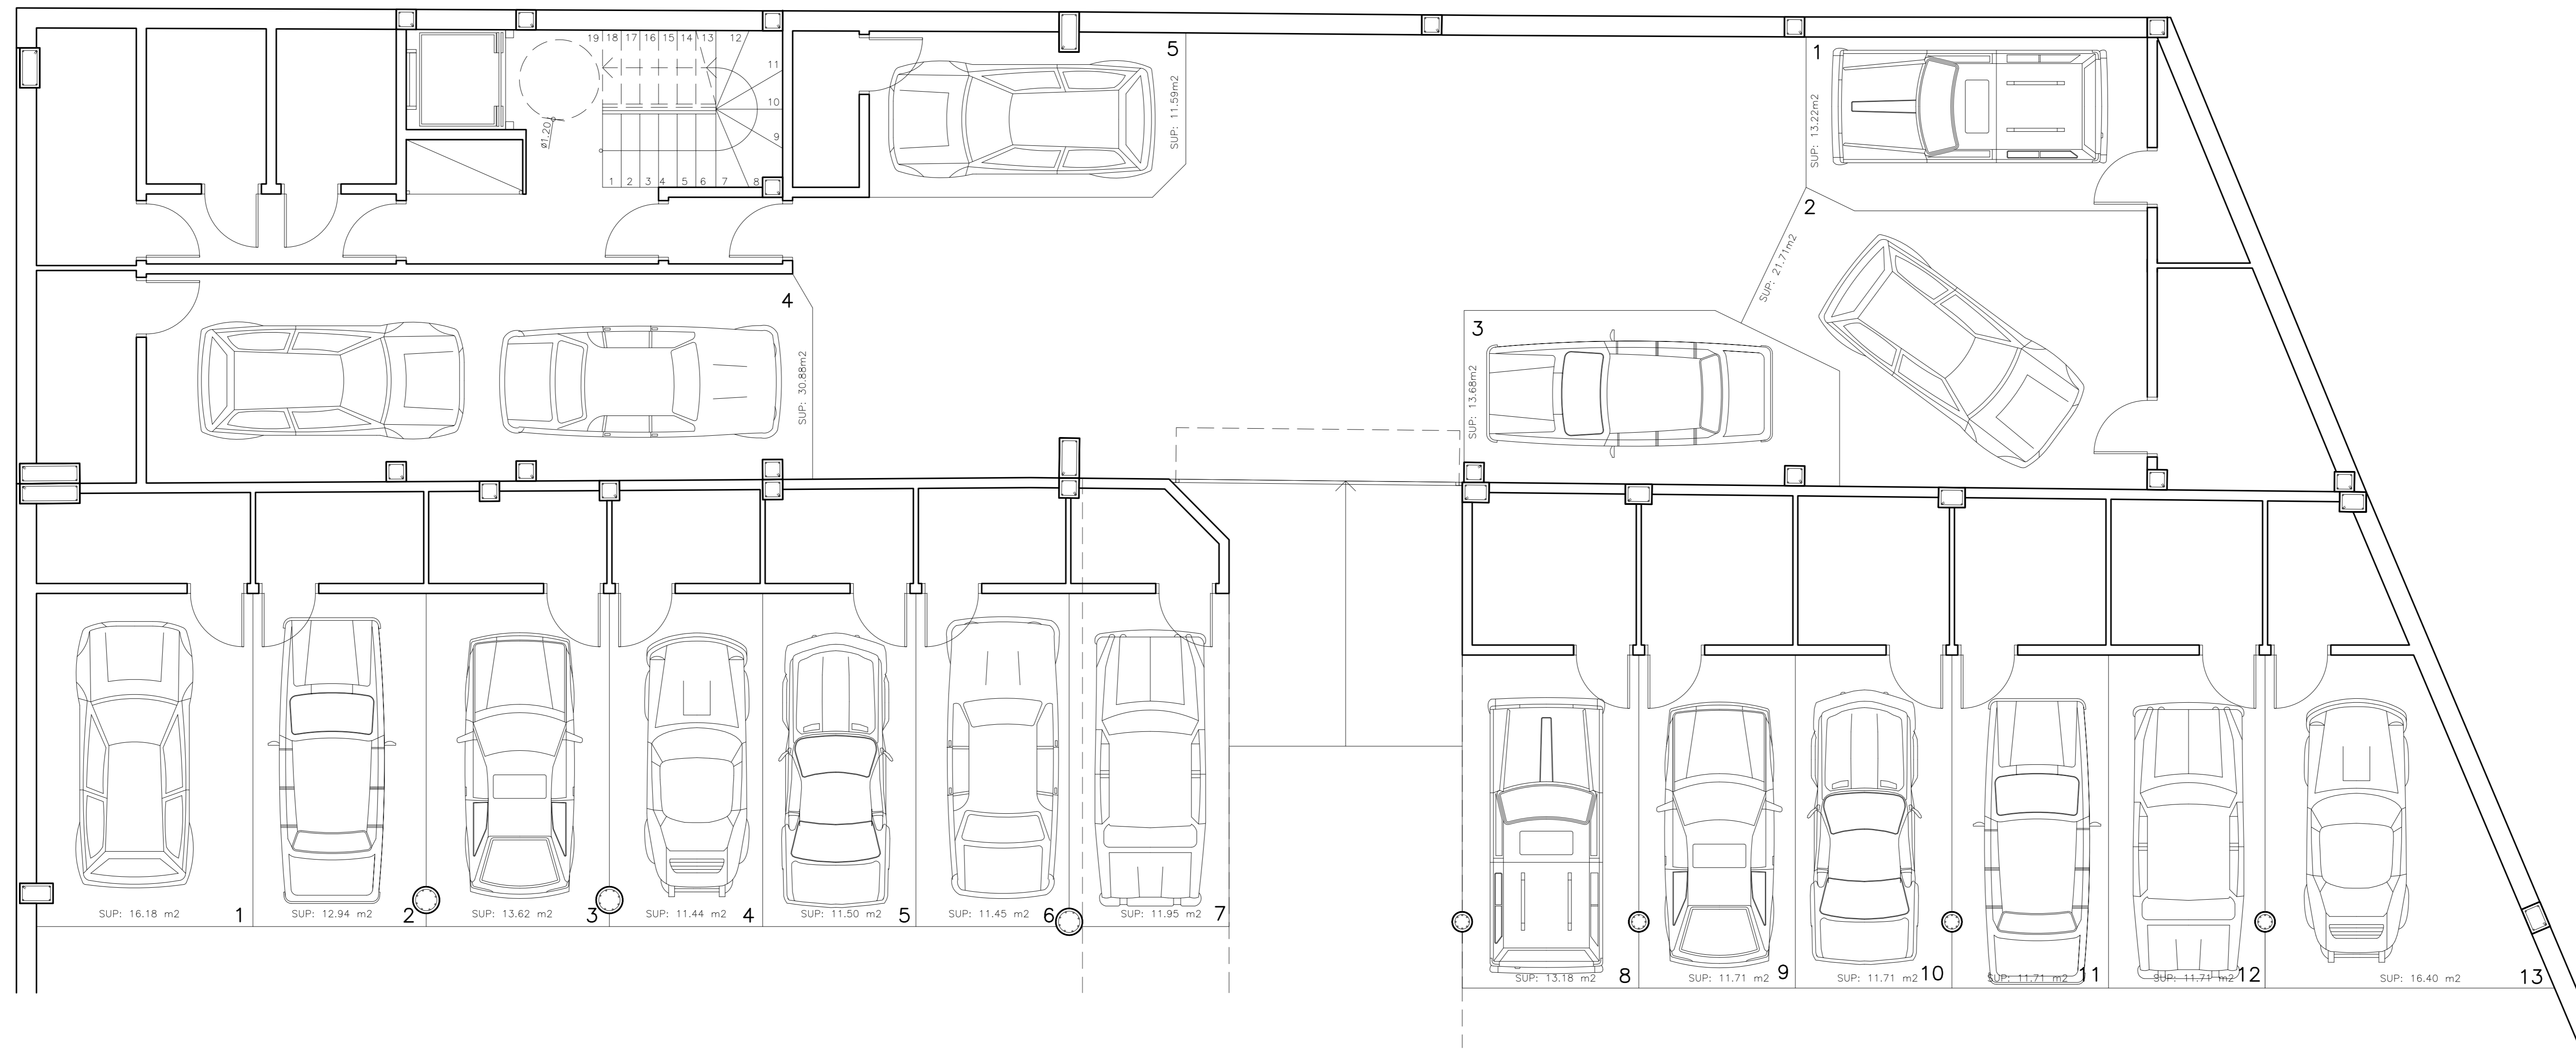 19 18 17 16 15 14 13 12
11
10
9
1 2 3 4 5 6 7 8
ø1.20
5
SUP: 11.59m2
1
SUP: 13.22m2
2
SUP: 21.71m2
3
SUP: 13.68m2
4
SUP: 30.88m2
SUP: 16.18 m2 1
SUP: 12.94 m2 2
SUP: 13.62 m2 3
SUP: 11.44 m2 4
SUP: 11.50 m2 5
SUP: 11.45 m2 6
SUP: 11.95 m2 7
SUP: 13.18 m2 8
SUP: 11.71 m2 9
SUP: 11.71 m2 10
SUP: 11.71 m2 11
SUP: 11.71 m2 12
SUP: 16.40 m2 13